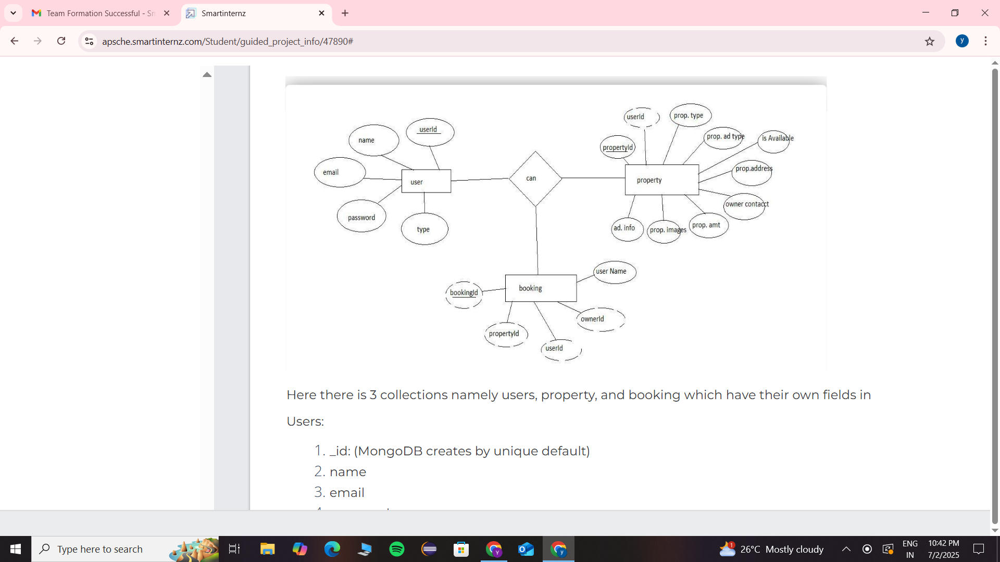 Team Formation Successful - Sm
Smartinternz
apsche.smartinternz.com/Student/guided_project_info/47890#
y
userId
prop. type
userId
name
prop. ad type
is Available
propertyId
email
prop.address
user
can
property
owner contacct
password
type
ad. info
prop. images
prop. amt
user Name
booking
bookingId
ownerId
propertyId
userId
Here there is 3 collections namely users, property, and booking which have their own fields in
Users:
1. _id: (MongoDB creates by unique default)
2. name
3. email
Type here to search
Y
y
1
26°C Mostly cloudy
ENG
IN
10:42 PM
7/2/2025